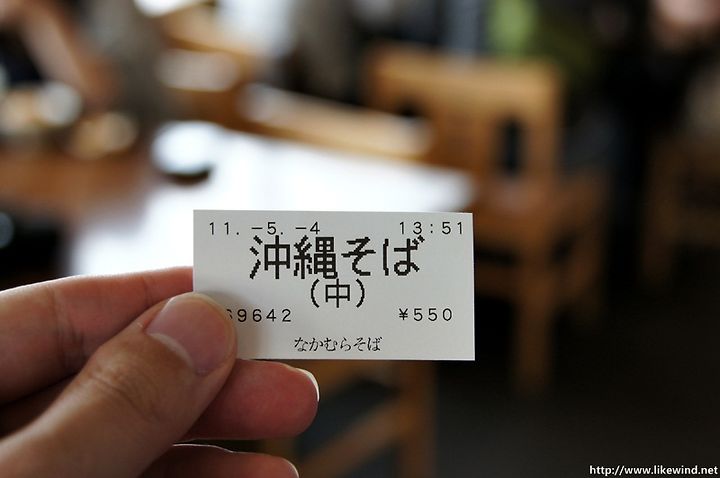 11. -5. -4 13:51
沖縄そば
(中)
69642 ¥550
なかむらそば
http://www.likewind.net